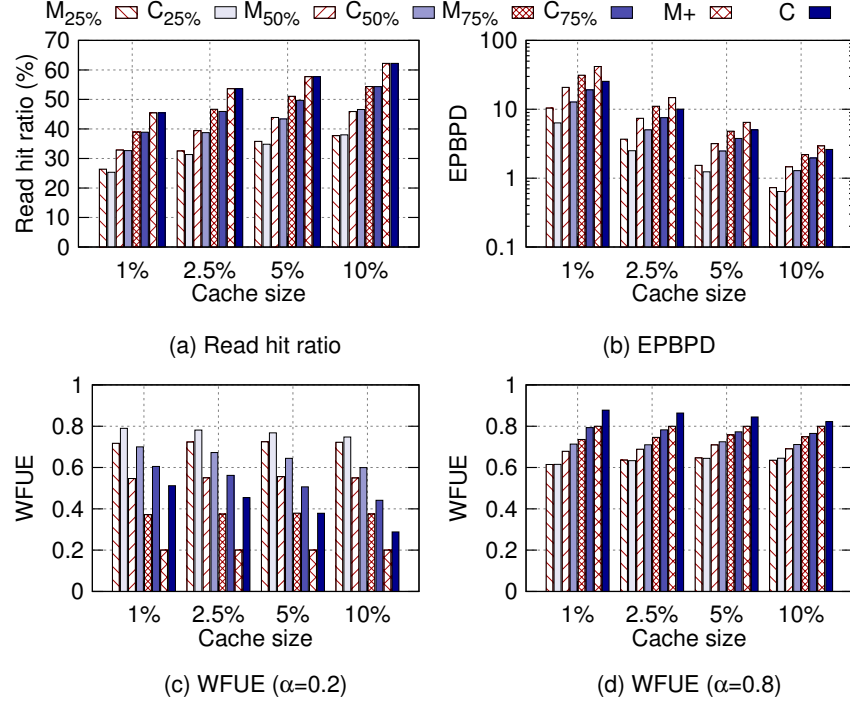 M25% C25% M50% C50% M75% C75% M+ C
70
60
50
40
30
20
10
0
Read hit ratio (%)
1% 2.5% 5% 10%
Cache size
(a) Read hit ratio
100
10
1
0.1
EPBPD
1% 2.5% 5% 10%
Cache size
(b) EPBPD
1
0.8
0.6
0.4
0.2
0
WFUE
1% 2.5% 5% 10%
Cache size
(c) WFUE (α=0.2)
1
0.8
0.6
0.4
0.2
0
WFUE
1% 2.5% 5% 10%
Cache size
(d) WFUE (α=0.8)